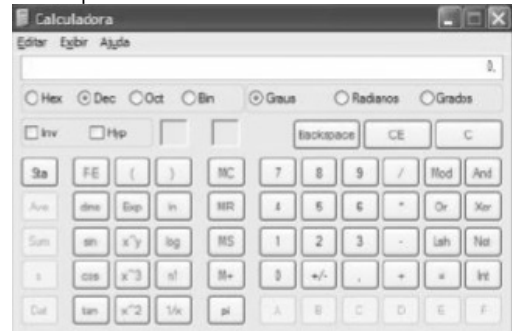 Calculadora
Editar Exibir Ajuda
0,
Hex Dec Oct Bin Graus Radianos Grados
Inv Hyp Backspace CE C
Sta F-E ( ) MC 7 8 9 / Mod And
Ave dms Exp ln MR 4 5 6 * Or Xor
Sum sin x^y log MS 1 2 3 - Lsh Not
s cos x^3 n! M+ 0 +/- , + = Int
Dat tan x^2 1/x pi A B C D E F